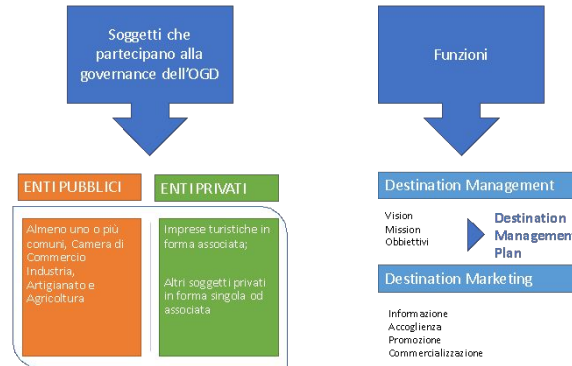 Soggetti che
partecipano alla
governance dell'OGD
ENTI PUBBLICI
ENTI PRIVATI
Almeno uno o più
comuni, Camera di
Commercio
Industria,
Artigianato e
Agricoltura
Imprese turistiche in
forma associata;
Altri soggetti privati
in forma singola od
associata
Funzioni
Destination Management
Vision
Mission
Obbiettivi
Destination
Management
Plan
Destination Marketing
Informazione
Accoglienza
Promozione
Commercializzazione